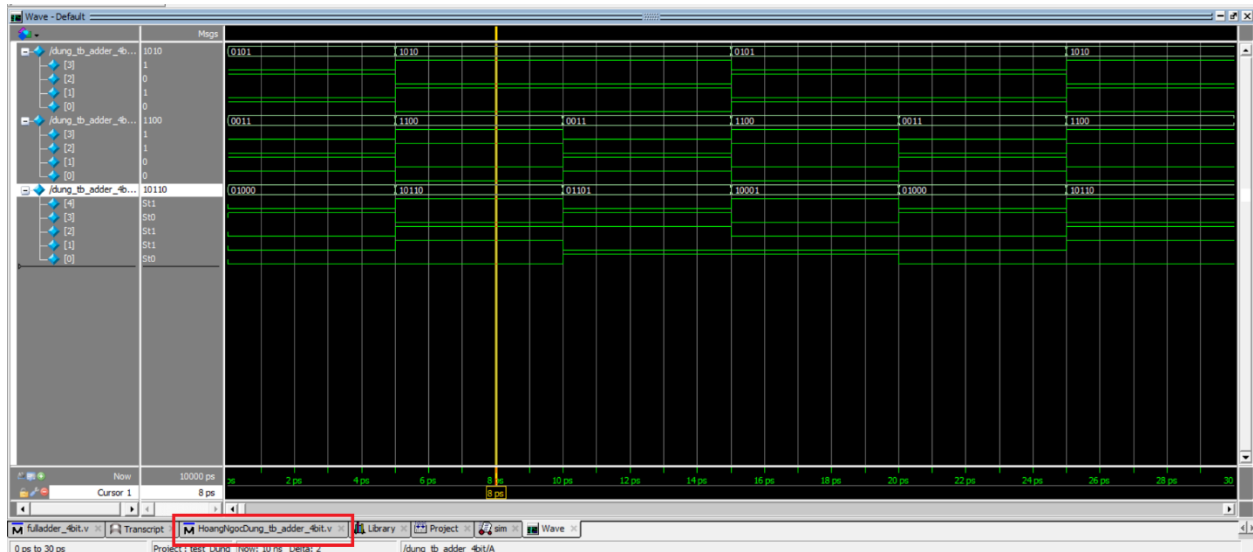 Wave - Default
Msgs
/dung_tb_adder_4b... 1010 0101 1010 0101 1010
[3] 1
[2] 0
[1] 1
[0] 0
/dung_tb_adder_4b... 1100 0011 1100 0011 1100 0011 1100
[3] 1
[2] 1
[1] 0
[0] 0
/dung_tb_adder_4b... 10110 01000 10110 01101 10001 01000 10110
[4] St1
[3] St0
[2] St1
[1] St1
[0] St0
Now 10000 ps ps 2 ps 4 ps 6 ps 8 ps 10 ps 12 ps 14 ps 16 ps 18 ps 20 ps 22 ps 24 ps 26 ps 28 ps 30
Cursor 1 8 ps 8 ps
fulladder_4bit.v Transcript HoangNgocDung_tb_adder_4bit.v Library Project sim Wave
0 ps to 30 ps Project : test_Dung Now: 10 ns Delta: 2 /dung_tb_adder_4bit/A